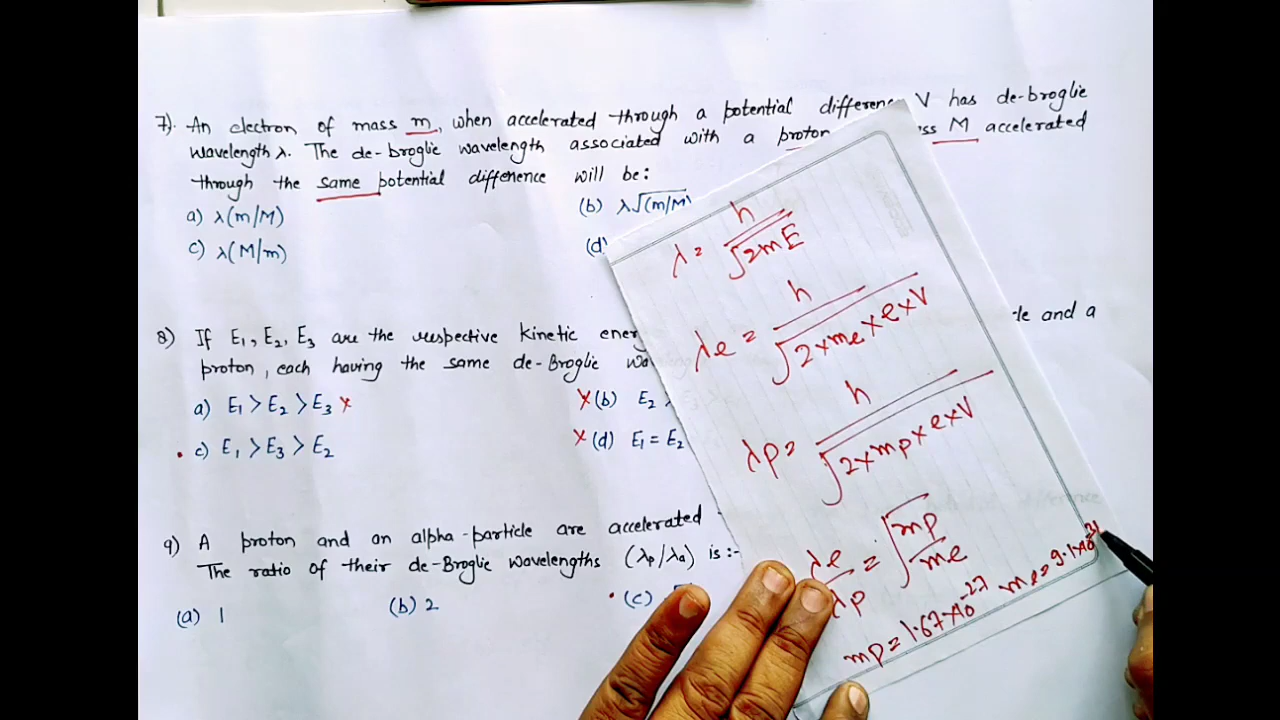 7). An electron of mass m, when accelerated through a potential difference V has de-broglie
wavelength λ. The de-broglie wavelength associated with a proton M accelerated
through the same potential difference will be:
a) λ(m/M)
(b) λ√(m/M)
c) λ(M/m)
(d)
8) If E₁, E₂, E₃ are the respective kinetic and a
proton, each having the same de-Broglie
a) E₁ > E₂ > E₃ x
x (b) E₂
c) E₁ > E₃ > E₂
x (d) E₁ = E₂
9) A proton and an alpha-particle are accelerated
The ratio of their de-Broglie wavelengths (λₚ/λₐ) is :-
(a) 1
(b) 2
(c)
λ = h/√2mE
λe = h/√2×me×e×V
λp = h/√2×mp×e×V
λe/λp = √mp/me
mp = 1.67×10⁻²⁷ me = 9.1×10⁻³¹